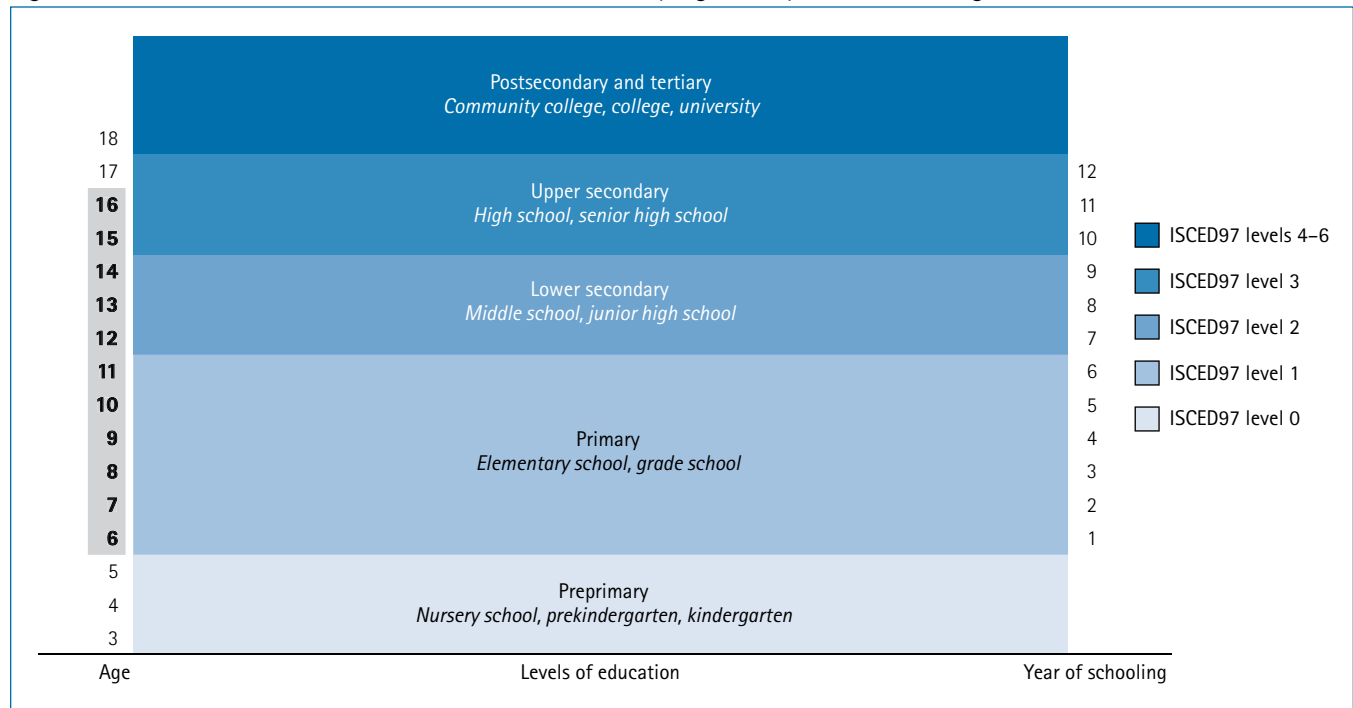 Postsecondary and tertiary
Community college, college, university
18
17
12
Upper secondary
High school, senior high school
16
11
15
10
ISCED97 levels 4–6
14
9
ISCED97 level 3
Lower secondary
Middle school, junior high school
13
8
12
7
ISCED97 level 2
11
6
ISCED97 level 1
10
5
ISCED97 level 0
9
Primary
4
Elementary school, grade school
8
3
7
2
6
1
5
Preprimary
Nursery school, prekindergarten, kindergarten
4
3
Age
Levels of education
Year of schooling